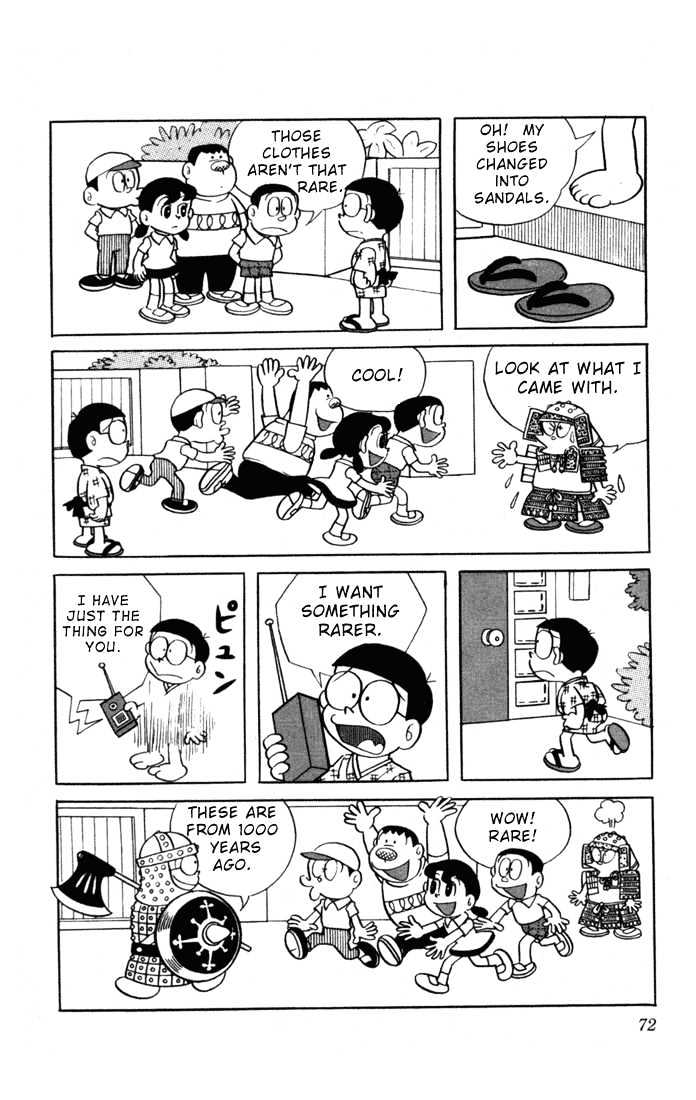 OH! MY
SHOES
CHANGED
INTO
SANDALS.
THOSE
CLOTHES
AREN'T THAT
RARE.
LOOK AT WHAT I
CAME WITH.
COOL!
I WANT
SOMETHING
RARER.
I HAVE
JUST THE
THING FOR
YOU.
ピュン
WOW!
RARE!
THESE ARE
FROM 1000
YEARS
AGO.
72